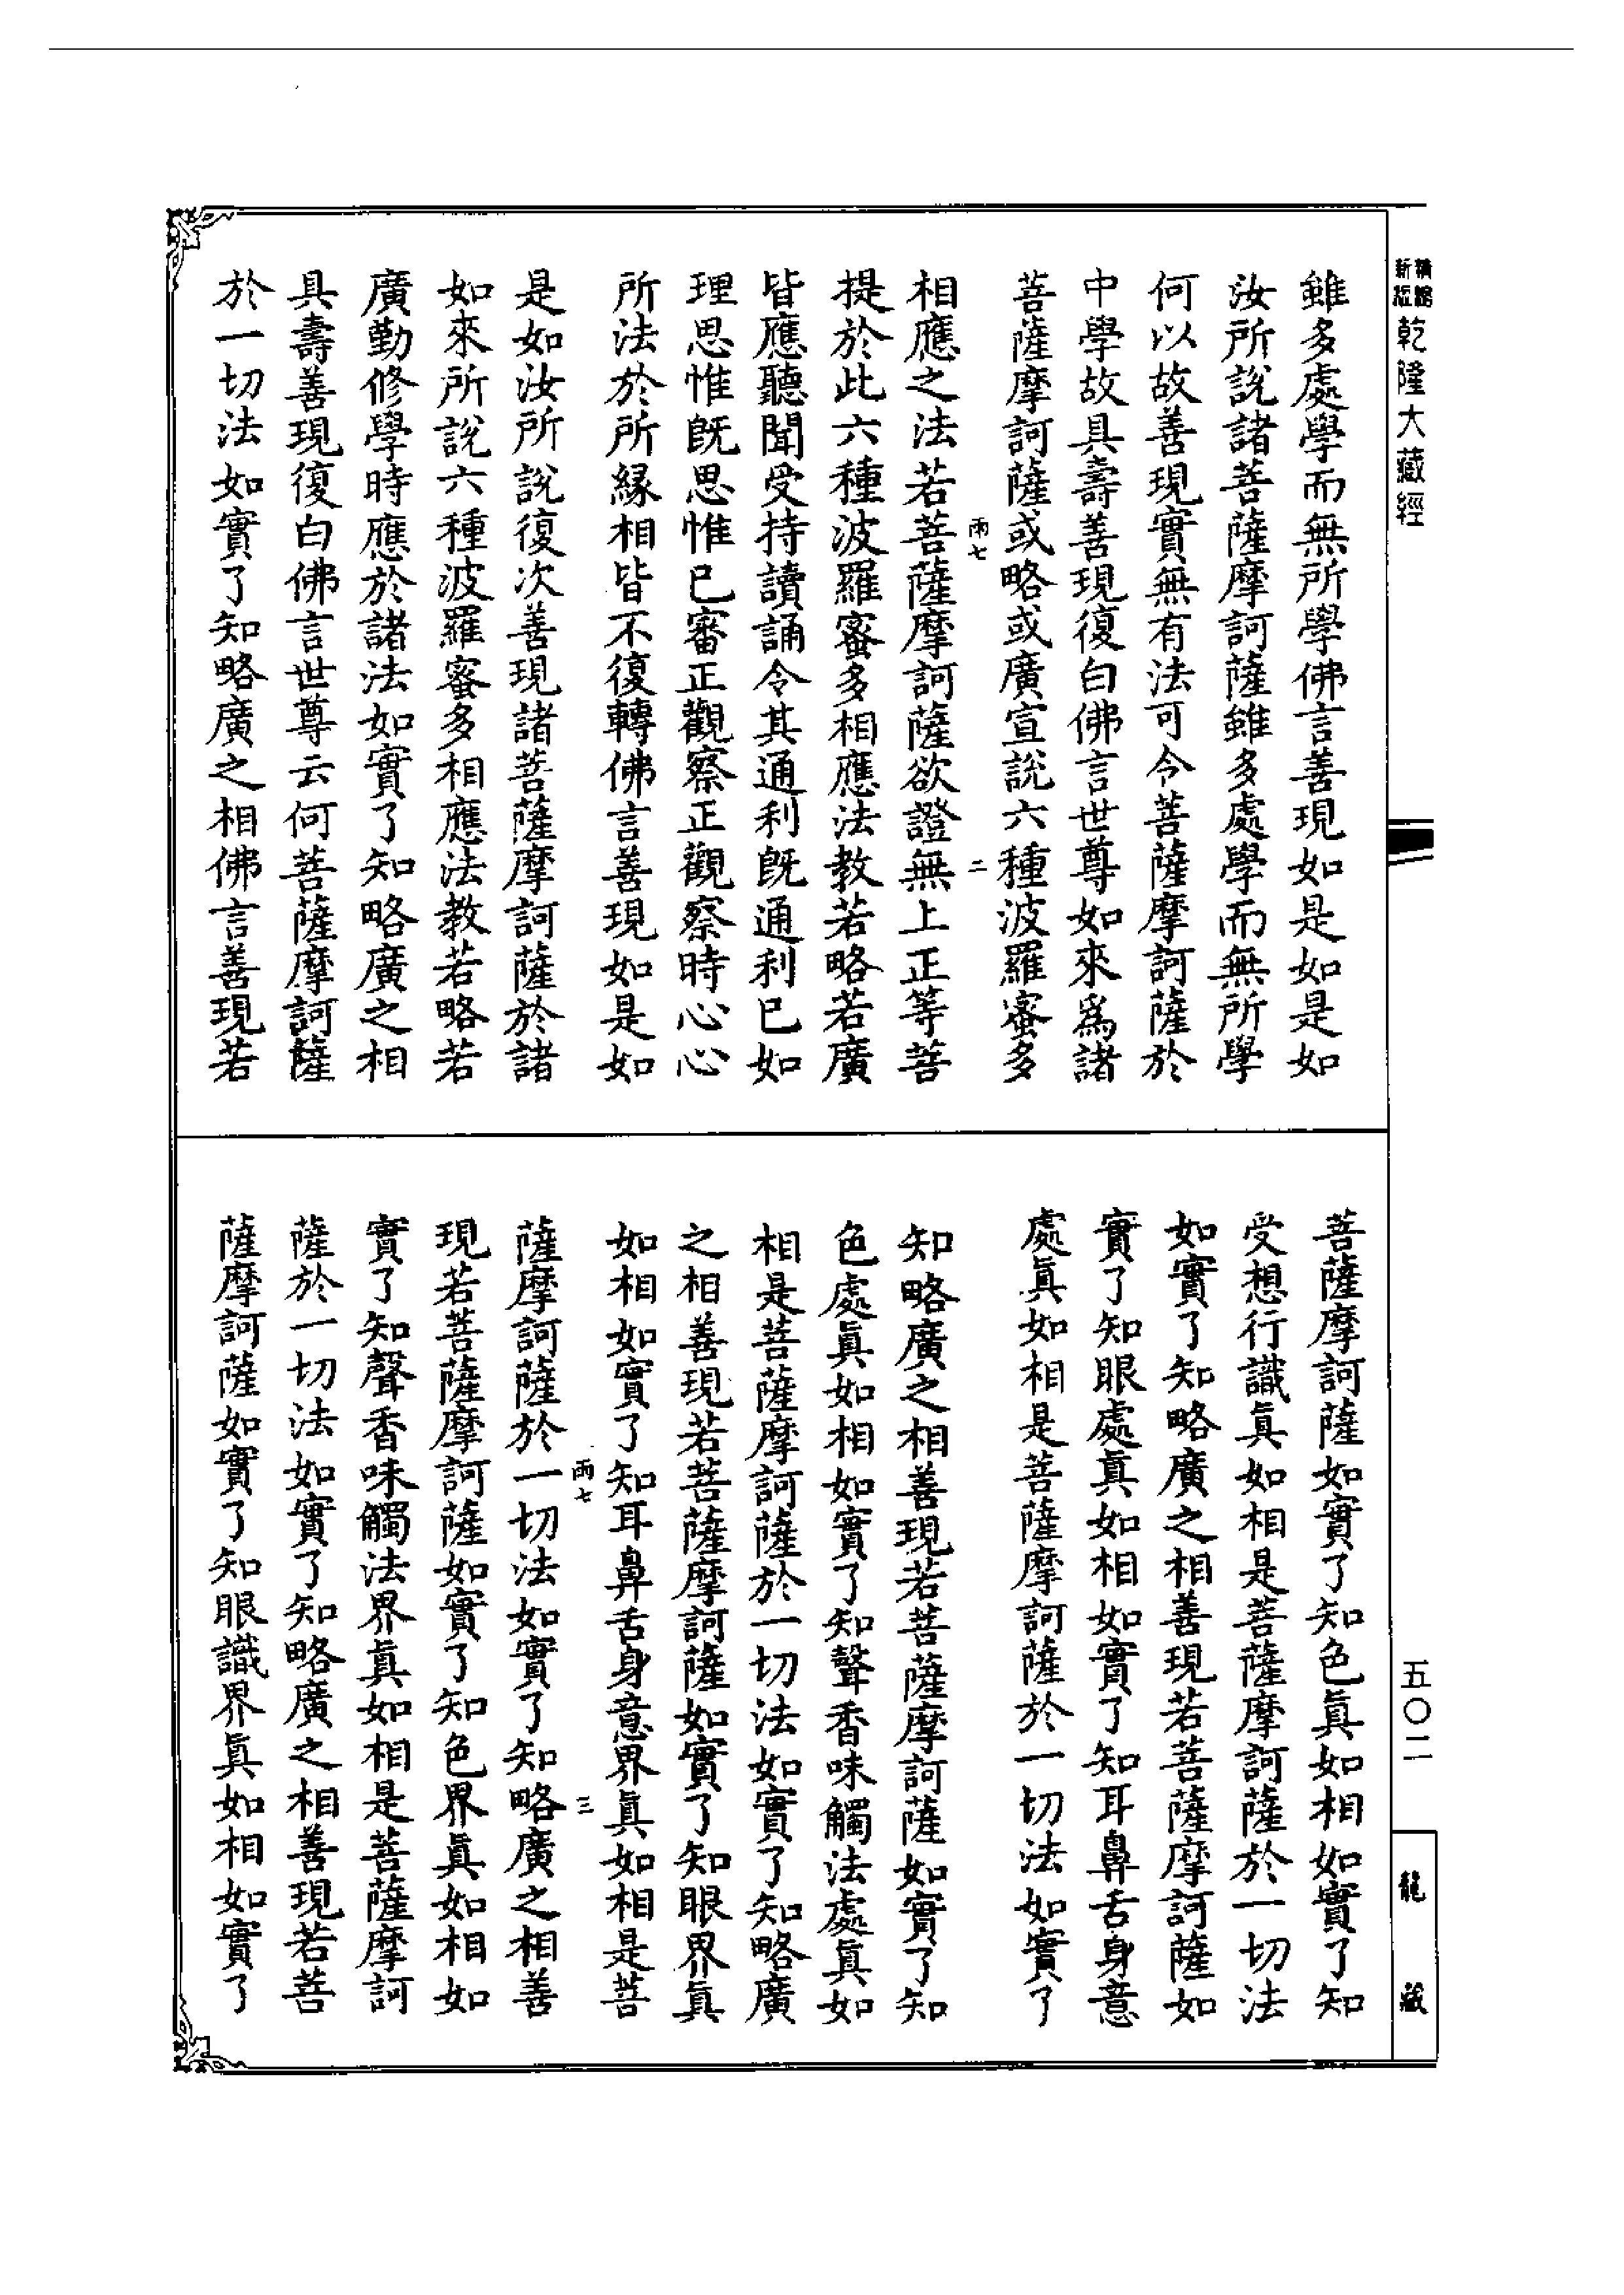 精縮
新版
乾隆大藏經
雖多處學而無所學佛言善現如是如是如
汝所說諸菩薩摩訶薩雖多處學而無所學
何以故善現實無有法可令菩薩摩訶薩於
中學故具壽善現復白佛言世尊如來爲諸
菩薩摩訶薩或略或廣宣說六種波羅蜜多
雨七
二
相應之法若菩薩摩訶薩欲證無上正等菩
提於此六種波羅蜜多相應法教若略若廣
皆應聽聞受持讀誦令其通利既通利已如
理思惟既思惟已審正觀察正觀察時心心
所法於所緣相皆不復轉佛言善現如是如
是如汝所說復次善現諸菩薩摩訶薩於諸
如來所說六種波羅蜜多相應法教若略若
廣勤修學時應於諸法如實了知略廣之相
具壽善現復白佛言世尊云何菩薩摩訶薩
於一切法如實了知略廣之相佛言善現若
菩薩摩訶薩如實了知色眞如相如實了知
受想行識眞如相是菩薩摩訶薩於一切法
如實了知略廣之相善現若菩薩摩訶薩如
實了知眼處眞如相如實了知耳鼻舌身意
處眞如相是菩薩摩訶薩於一切法如實了
知略廣之相善現若菩薩摩訶薩如實了知
色處眞如相如實了知聲香味觸法處眞如
相是菩薩摩訶薩於一切法如實了知略廣
之相善現若菩薩摩訶薩如實了知眼界眞
如相如實了知耳鼻舌身意界眞如相是菩
雨七
三
薩摩訶薩於一切法如實了知略廣之相善
現若菩薩摩訶薩如實了知色界眞如相如
實了知聲香味觸法界眞如相是菩薩摩訶
薩於一切法如實了知略廣之相善現若菩
薩摩訶薩如實了知眼識界眞如相如實了
五〇二
龍藏